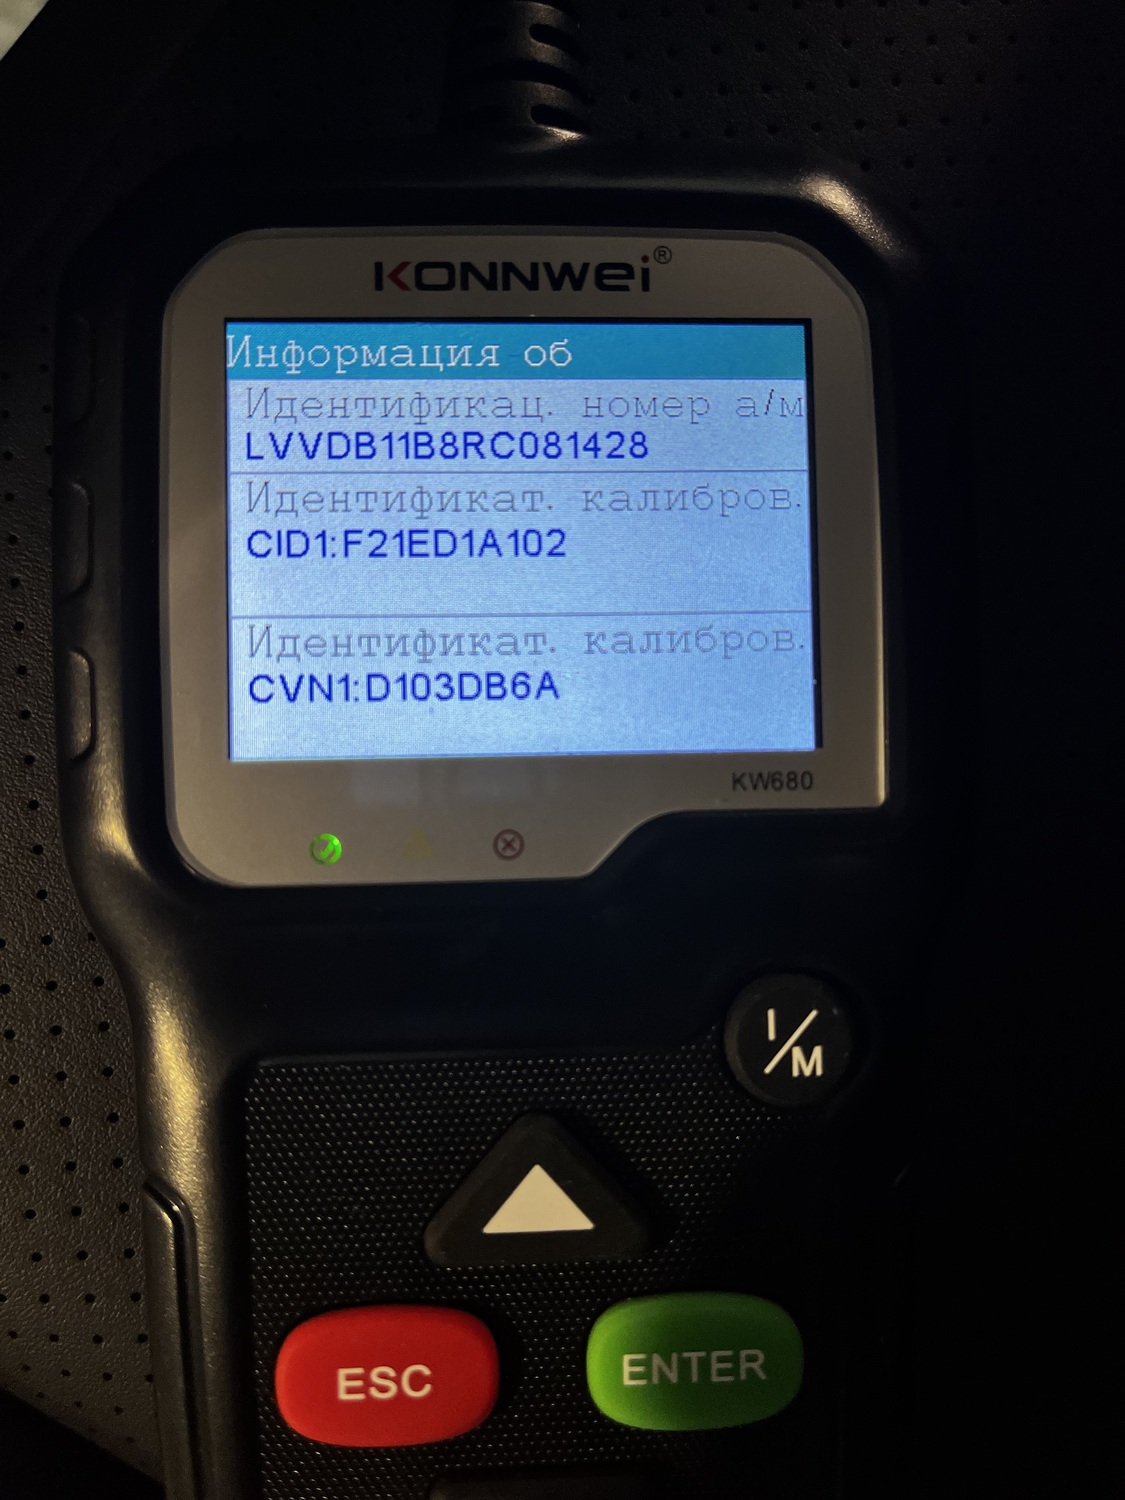 KONNWEI®
Информация об
Идентификац. номер а/м
LVVDB11B8RC081428
Идентификат. калибров.
CID1:F21ED1A102
Идентификат. калибров.
CVN1:D103DB6A
KW680
I/M
ESC
ENTER